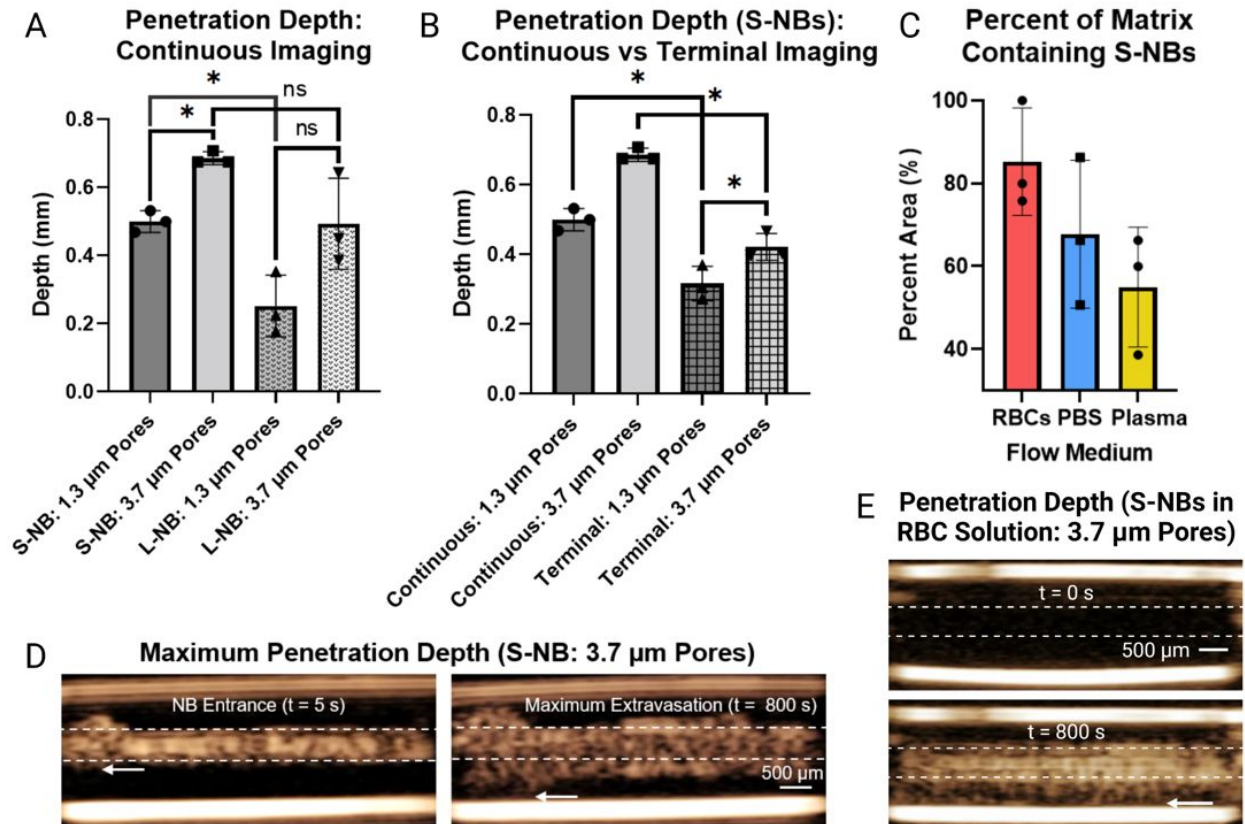 A
Penetration Depth:
Continuous Imaging
*
ns
*
ns
0.8
0.6
0.4
0.2
0.0
Depth (mm)
S-NB: 1.3 µm Pores
S-NB: 3.7 µm Pores
L-NB: 1.3 µm Pores
L-NB: 3.7 µm Pores
B
Penetration Depth (S-NBs):
Continuous vs Terminal Imaging
*
*
*
0.8
0.6
0.4
0.2
0.0
Depth (mm)
Continuous: 1.3 µm Pores
Continuous: 3.7 µm Pores
Terminal: 1.3 µm Pores
Terminal: 3.7 µm Pores
C
Percent of Matrix
Containing S-NBs
100
80
60
40
Percent Area (%)
RBCs PBS Plasma
Flow Medium
D
Maximum Penetration Depth (S-NB: 3.7 µm Pores)
NB Entrance (t = 5 s)
Maximum Extravasation (t = 800 s)
500 µm
E
Penetration Depth (S-NBs in
RBC Solution: 3.7 µm Pores)
t = 0 s
500 µm
t = 800 s